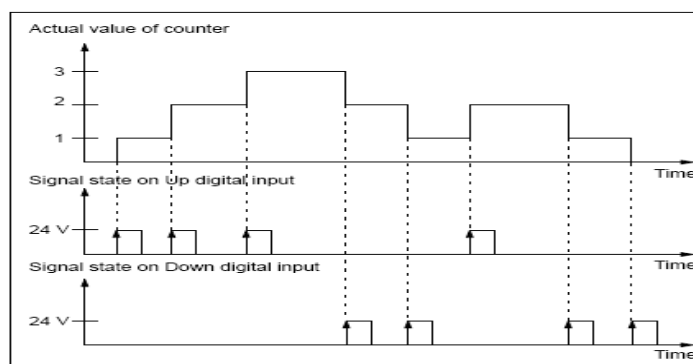 Actual value of counter
3
2
1
Time
Signal state on Up digital input
24 V
Time
Signal state on Down digital input
24 V
Time